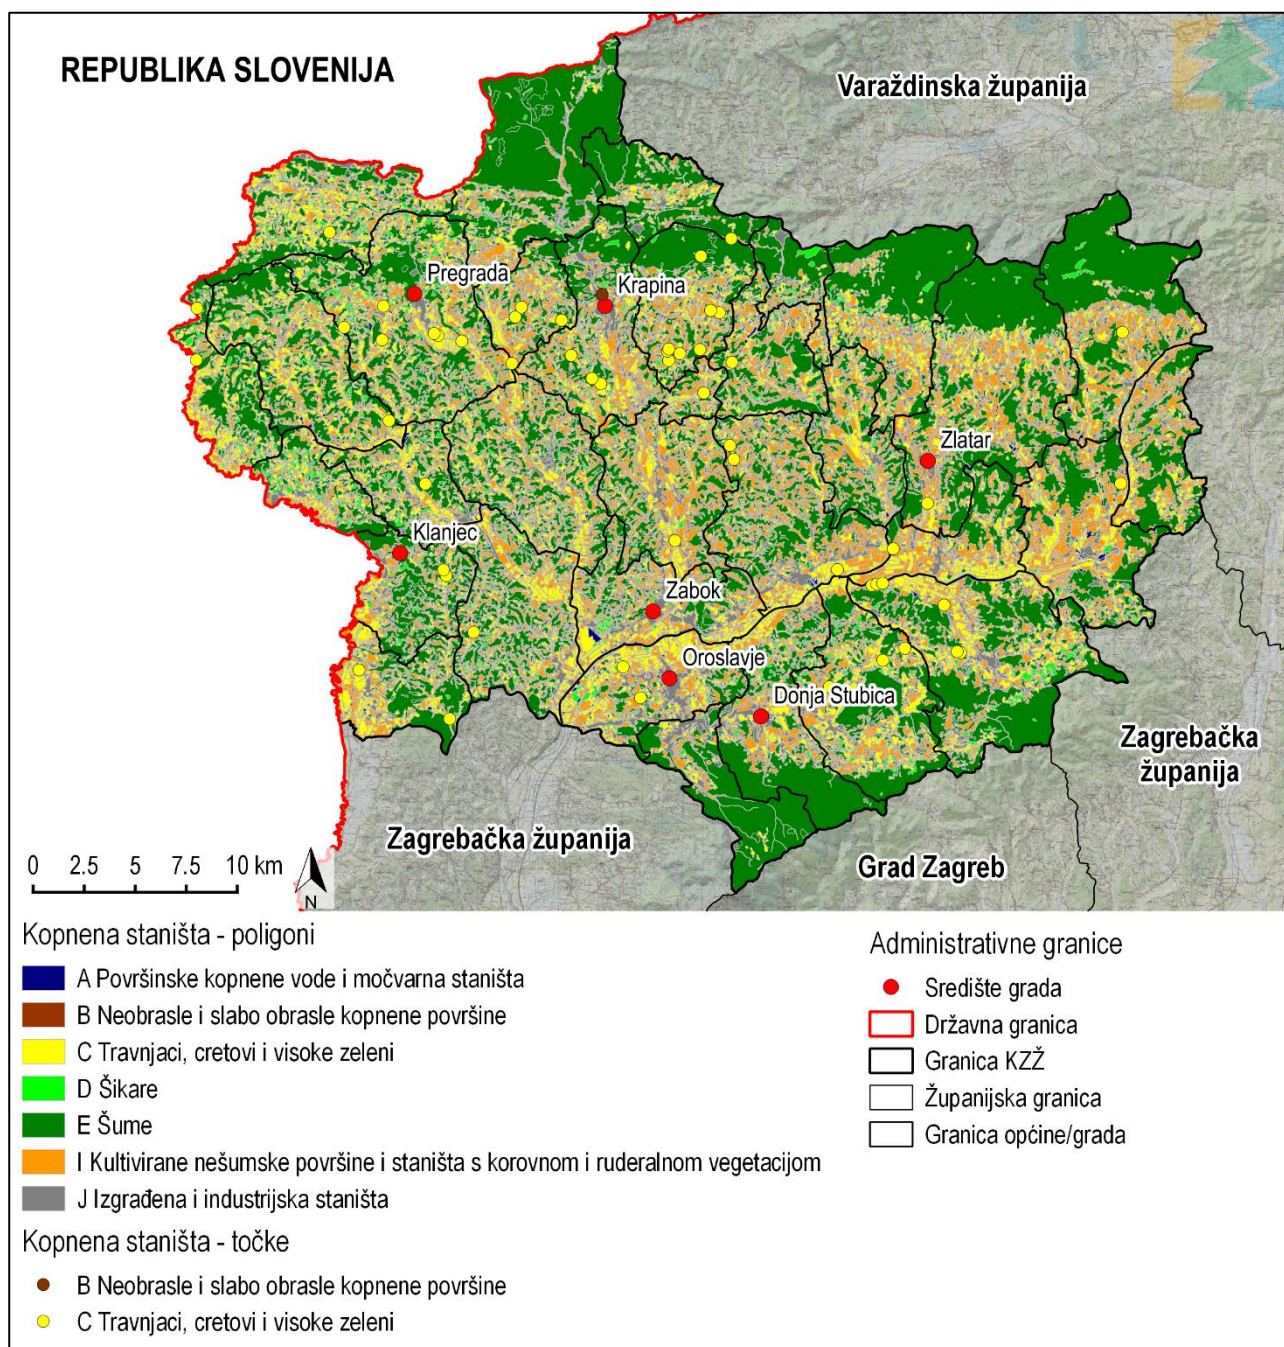 REPUBLIKA SLOVENIJA
Varaždinska županija
Pregrada
Krapina
Zlatar
Klanjec
Zabok
Oroslavje
Donja Stubica
Zagrebačka
županija
Zagrebačka županija
Grad Zagreb
0 2.5 5 7.5 10 km
N
Kopnena staništa - poligoni
A Površinske kopnene vode i močvarna staništa
B Neobrasle i slabo obrasle kopnene površine
C Travnjaci, cretovi i visoke zeleni
D Šikare
E Šume
I Kultivirane nešumske površine i staništa s korovnom i ruderalnom vegetacijom
J Izgrađena i industrijska staništa
Kopnena staništa - točke
B Neobrasle i slabo obrasle kopnene površine
C Travnjaci, cretovi i visoke zeleni
Administrativne granice
Središte grada
Državna granica
Granica KZŽ
Županijska granica
Granica općine/grada